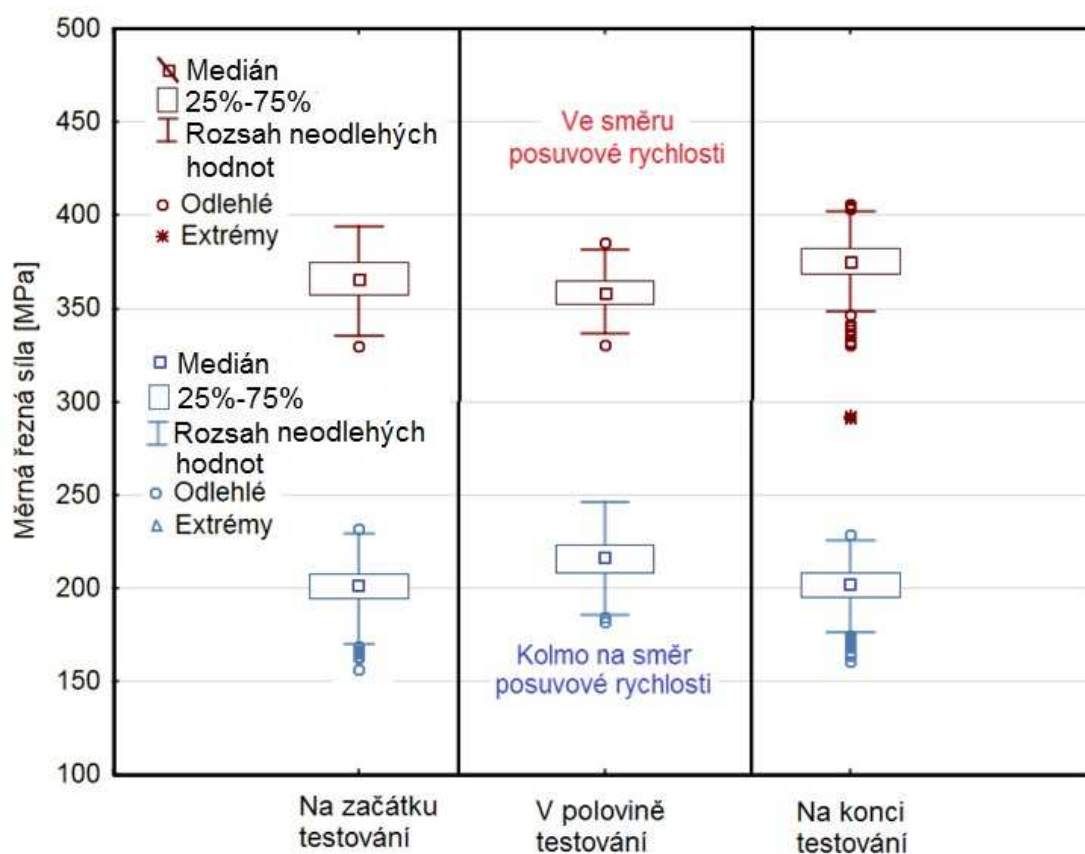 Měrná řezná síla [MPa]
500
450
400
350
300
250
200
150
100
Medián
25%-75%
Rozsah neodlehých
hodnot
Odlehlé
Extrémy
Ve směru
posuvové rychlosti
Medián
25%-75%
Rozsah neodlehých
hodnot
Odlehlé
Extrémy
Kolmo na směr
posuvové rychlosti
Na začátku
testování
V polovině
testování
Na konci
testování